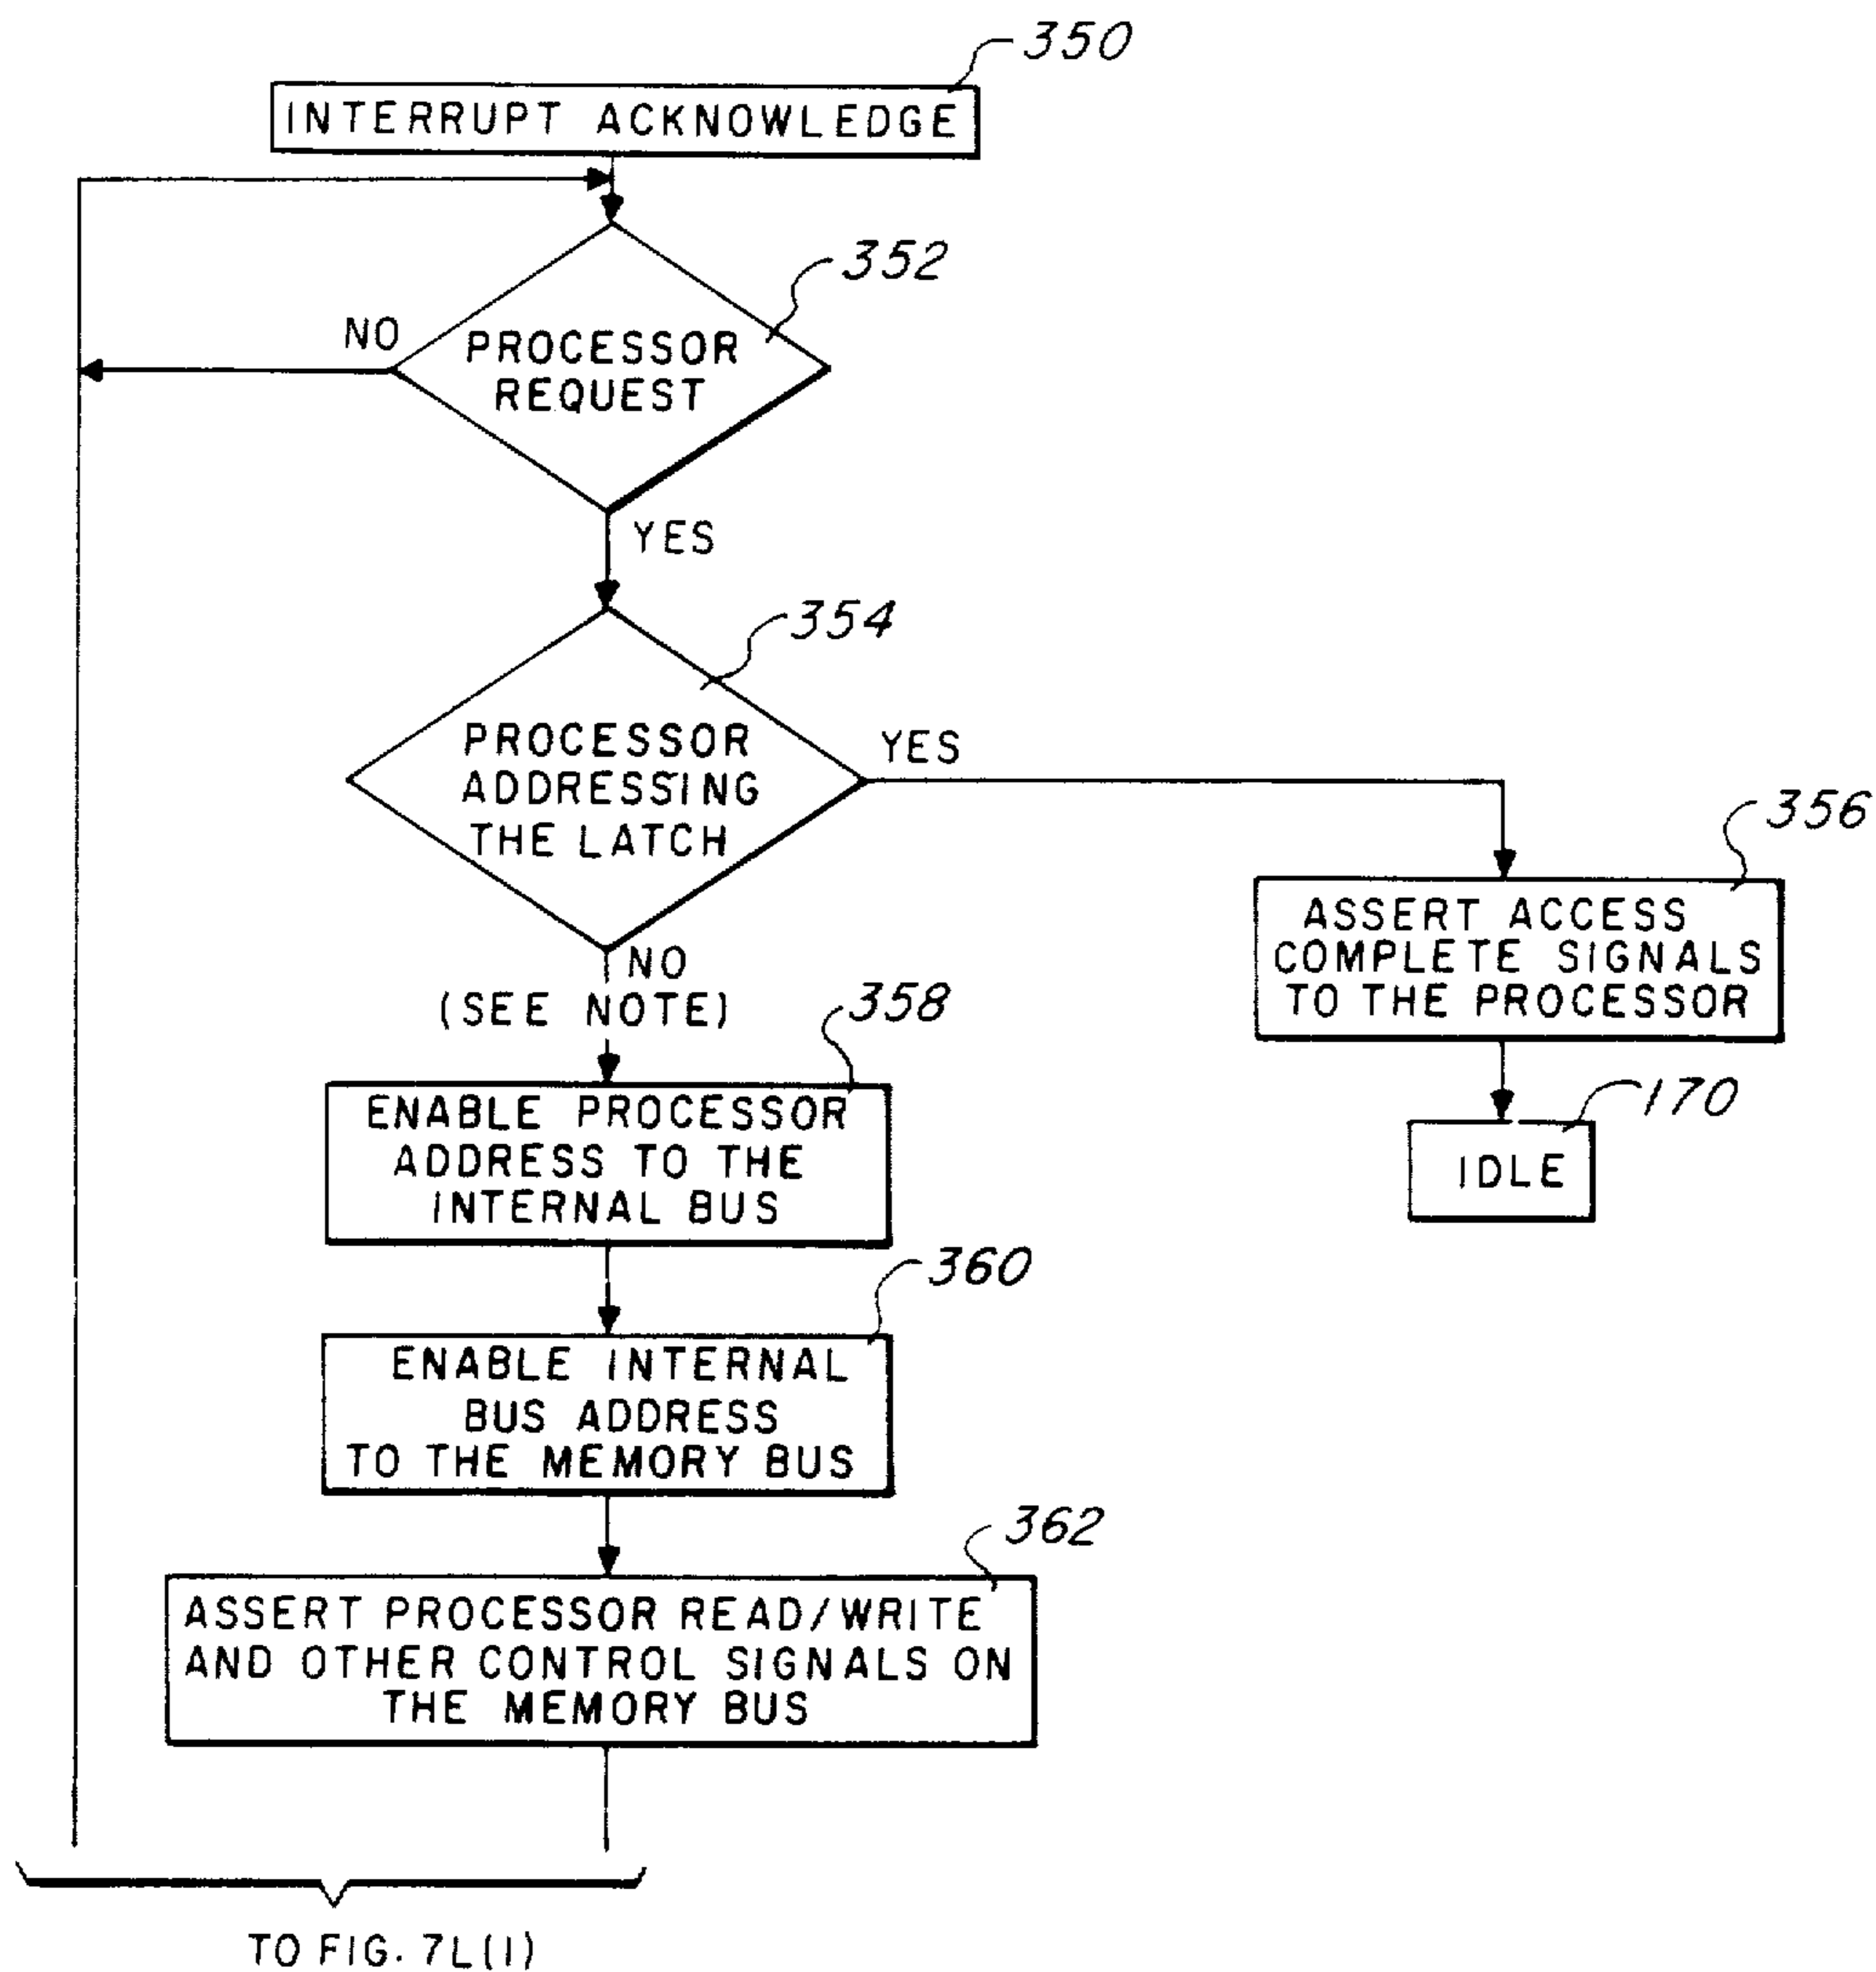 350
INTERRUPT ACKNOWLEDGE
352
NO
PROCESSOR
REQUEST
YES
354
PROCESSOR
ADDRESSING
THE LATCH
YES
356
ASSERT ACCESS
COMPLETE SIGNALS
TO THE PROCESSOR
NO
(SEE NOTE)
358
ENABLE PROCESSOR
ADDRESS TO THE
INTERNAL BUS
170
IDLE
360
ENABLE INTERNAL
BUS ADDRESS
TO THE MEMORY BUS
362
ASSERT PROCESSOR READ/WRITE
AND OTHER CONTROL SIGNALS ON
THE MEMORY BUS
TO FIG. 7L(1)